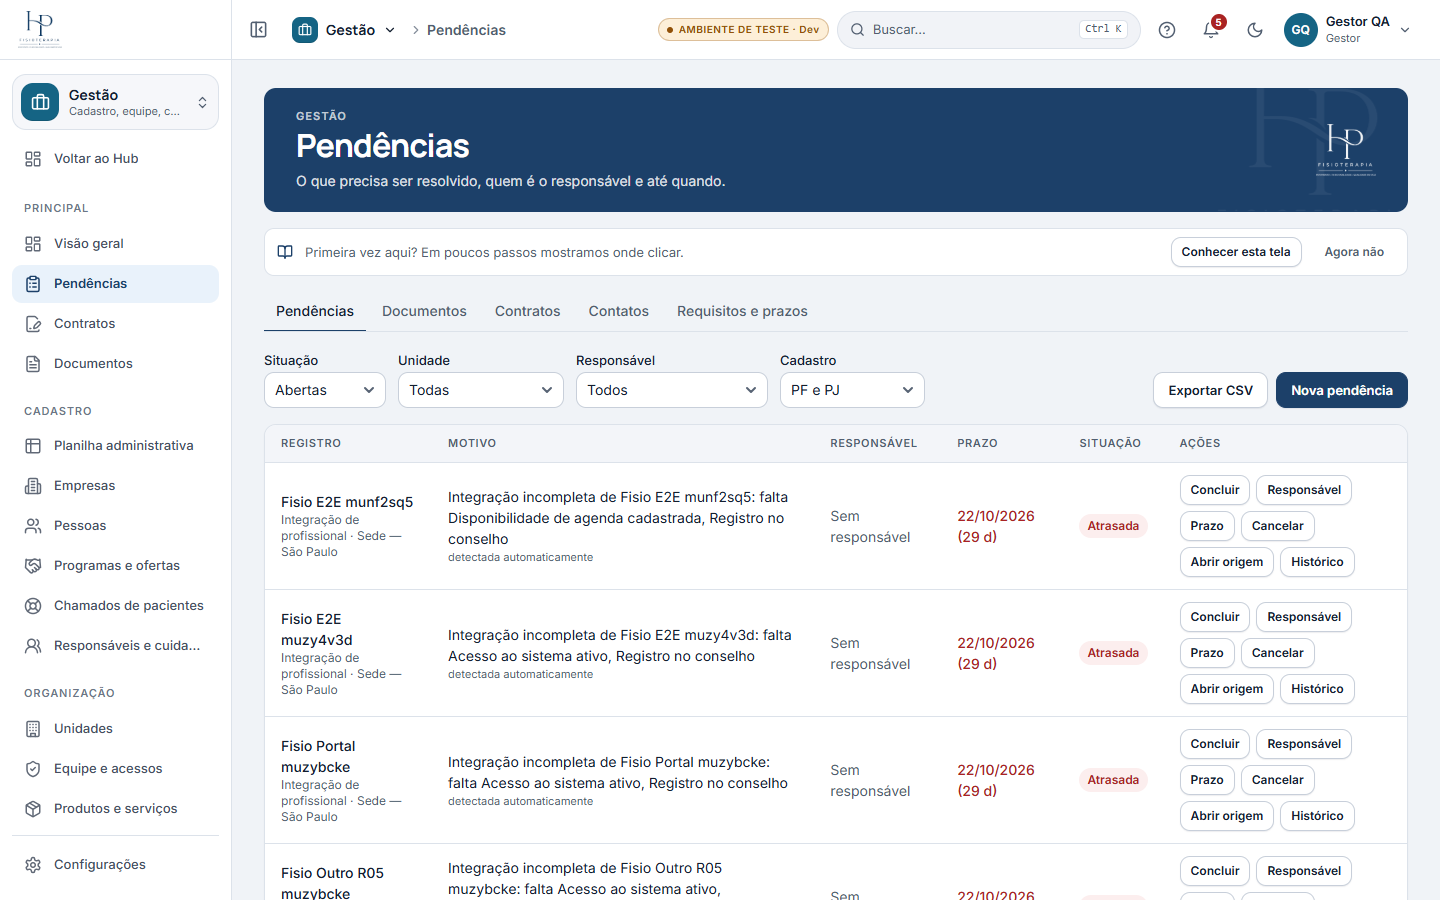 HP
FISIOTERAPIA
Gestão
Pendências
AMBIENTE DE TESTE · Dev
Buscar...
Ctrl K
5
GQ
Gestor QA
Gestor
Gestão
Cadastro, equipe, c...
Voltar ao Hub
PRINCIPAL
Visão geral
Pendências
Contratos
Documentos
CADASTRO
Planilha administrativa
Empresas
Pessoas
Programas e ofertas
Chamados de pacientes
Responsáveis e cuida...
ORGANIZAÇÃO
Unidades
Equipe e acessos
Produtos e serviços
Configurações
GESTÃO
Pendências
O que precisa ser resolvido, quem é o responsável e até quando.
HP
FISIOTERAPIA
Primeira vez aqui? Em poucos passos mostramos onde clicar.
Conhecer esta tela
Agora não
Pendências
Documentos
Contratos
Contatos
Requisitos e prazos
Situação
Unidade
Responsável
Cadastro
Abertas
Todas
Todos
PF e PJ
Exportar CSV
Nova pendência
REGISTRO
MOTIVO
RESPONSÁVEL
PRAZO
SITUAÇÃO
AÇÕES
Fisio E2E munf2sq5
Integração de
profissional · Sede —
São Paulo
Integração incompleta de Fisio E2E munf2sq5: falta
Disponibilidade de agenda cadastrada, Registro no
conselho
detectada automaticamente
Sem
responsável
22/10/2026
(29 d)
Atrasada
Concluir
Responsável
Prazo
Cancelar
Abrir origem
Histórico
Fisio E2E
muzy4v3d
Integração de
profissional · Sede —
São Paulo
Integração incompleta de Fisio E2E muzy4v3d: falta
Acesso ao sistema ativo, Registro no conselho
detectada automaticamente
Sem
responsável
22/10/2026
(29 d)
Atrasada
Concluir
Responsável
Prazo
Cancelar
Abrir origem
Histórico
Fisio Portal
muzybcke
Integração de
profissional · Sede —
São Paulo
Integração incompleta de Fisio Portal muzybcke:
falta Acesso ao sistema ativo, Registro no conselho
detectada automaticamente
Sem
responsável
22/10/2026
(29 d)
Atrasada
Concluir
Responsável
Prazo
Cancelar
Abrir origem
Histórico
Fisio Outro R05
muzybcke
Integração incompleta de Fisio Outro R05
muzybcke: falta Acesso ao sistema ativo,
Sem
22/10/2026
Concluir
Responsável